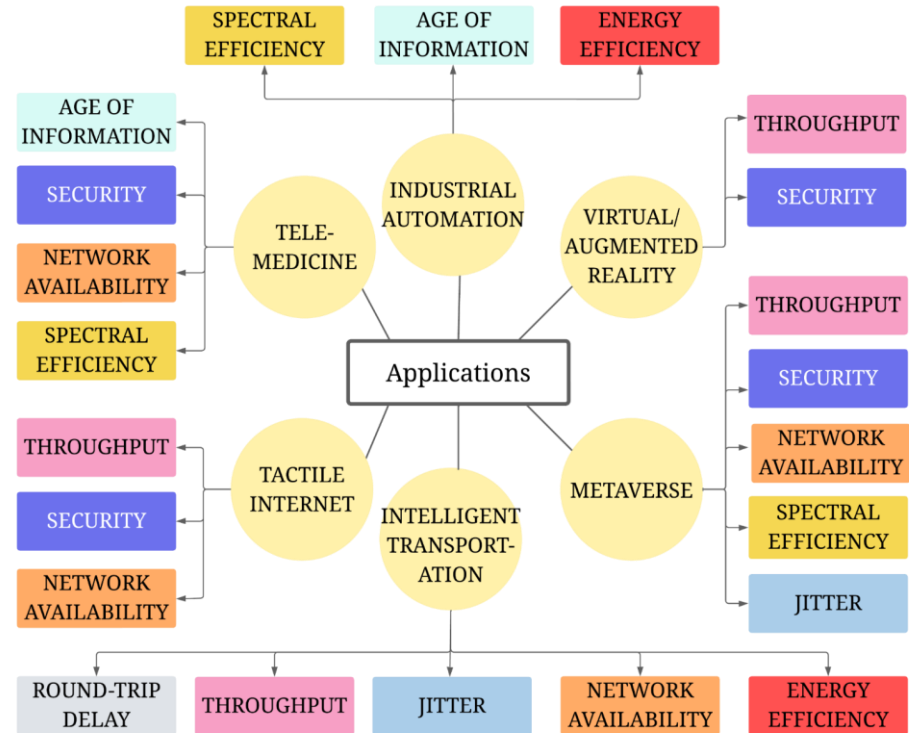 SPECTRAL
EFFICIENCY
AGE OF
INFORMATION
ENERGY
EFFICIENCY
AGE OF
INFORMATION
SECURITY
NETWORK
AVAILABILITY
SPECTRAL
EFFICIENCY
TELE-
MEDICINE
INDUSTRIAL
AUTOMATION
VIRTUAL/
AUGMENTED
REALITY
THROUGHPUT
SECURITY
Applications
THROUGHPUT
SECURITY
NETWORK
AVAILABILITY
TACTILE
INTERNET
INTELLIGENT
TRANSPORT-
ATION
METAVERSE
THROUGHPUT
SECURITY
NETWORK
AVAILABILITY
SPECTRAL
EFFICIENCY
JITTER
ROUND-TRIP
DELAY
THROUGHPUT
JITTER
NETWORK
AVAILABILITY
ENERGY
EFFICIENCY